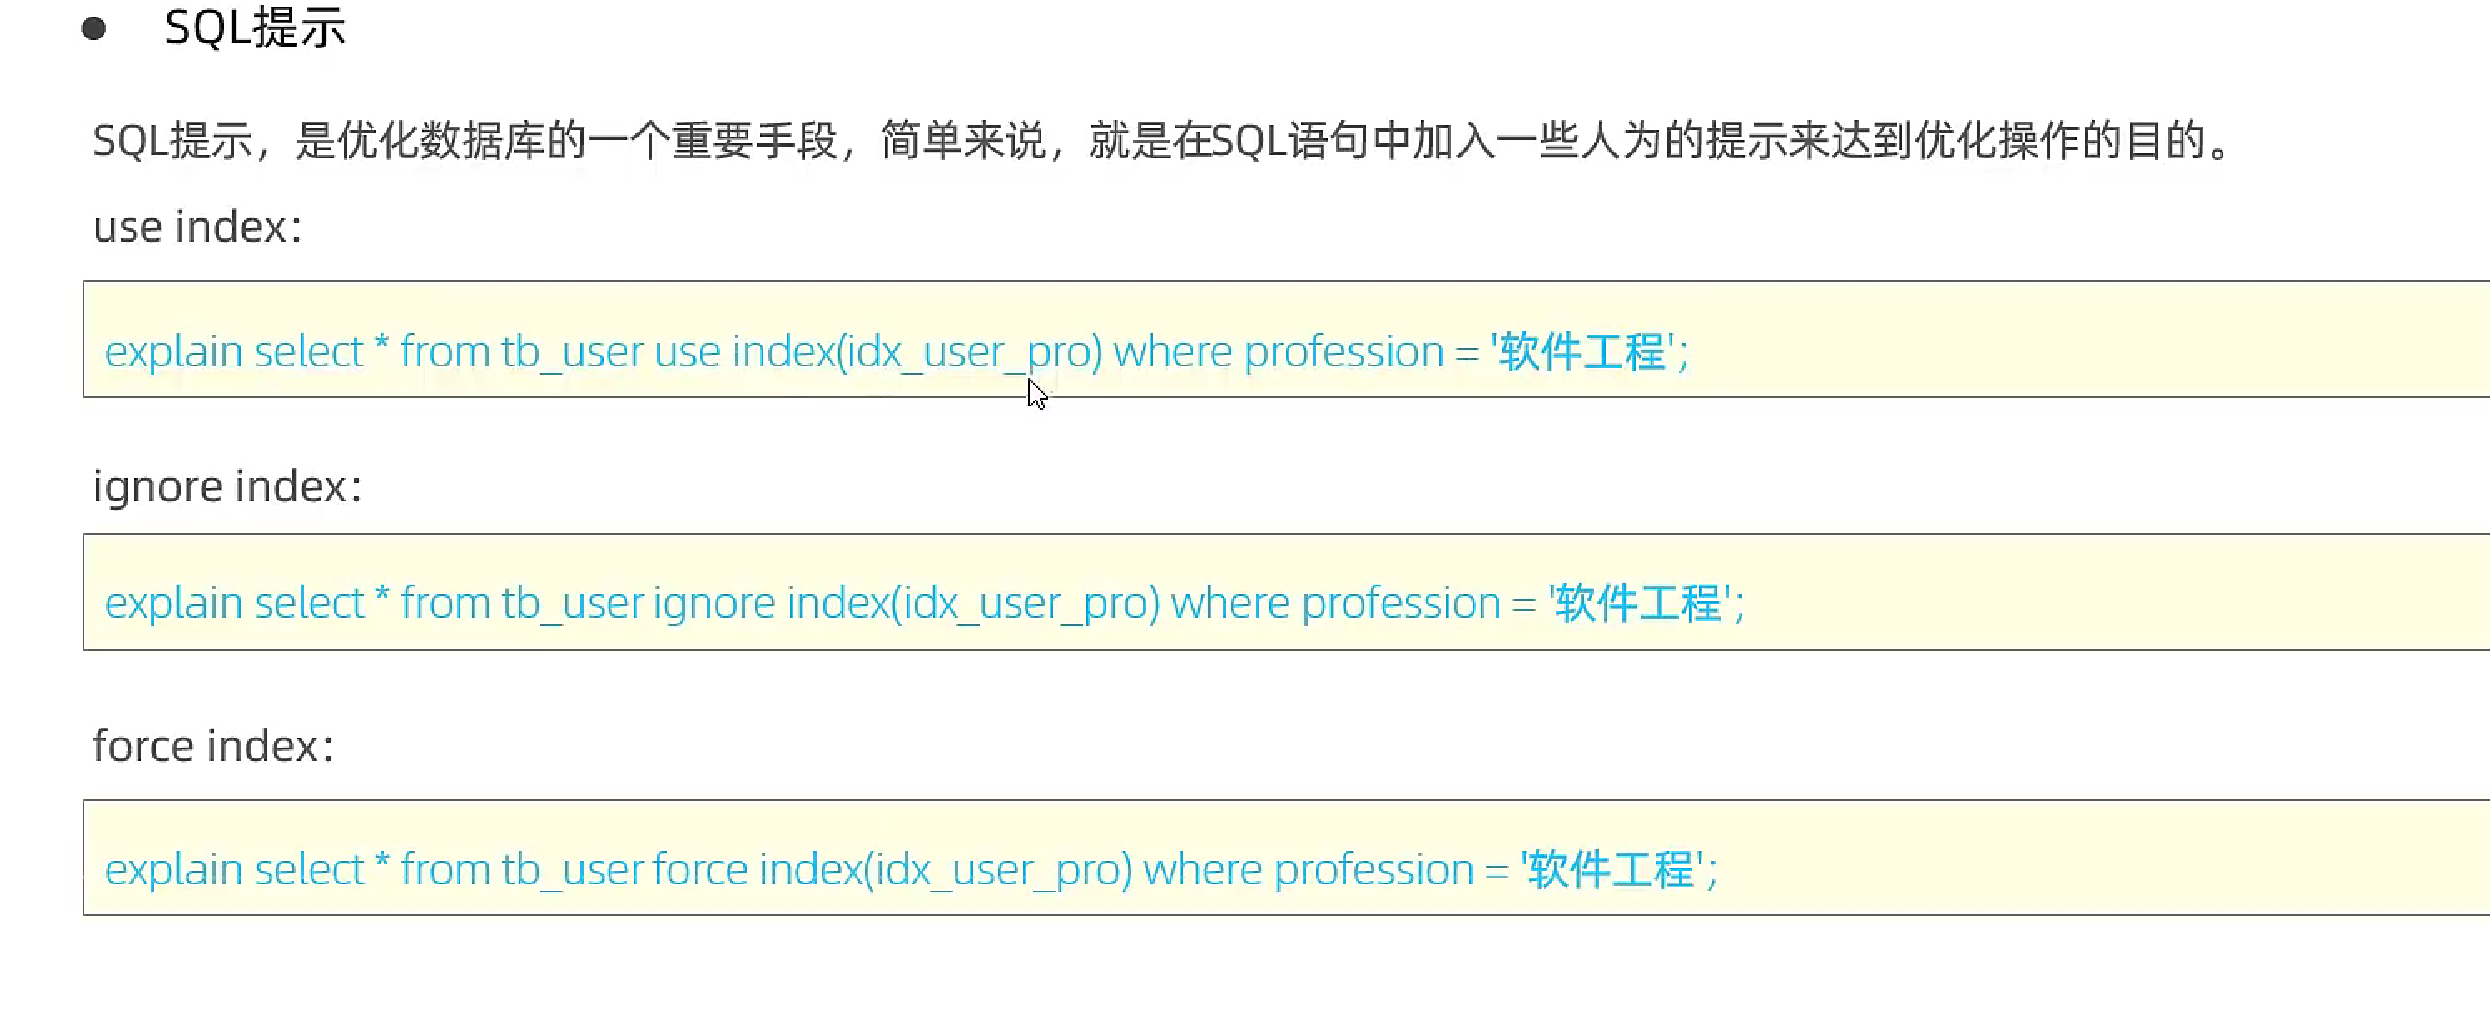 ● SQL提示
SQL提示，是优化数据库的一个重要手段，简单来说，就是在SQL语句中加入一些人为的提示来达到优化操作的目的。
use index：
explain select * from tb_user use index(idx_user_pro) where profession = '软件工程';
ignore index：
explain select * from tb_user ignore index(idx_user_pro) where profession = '软件工程';
force index：
explain select * from tb_user force index(idx_user_pro) where profession = '软件工程';